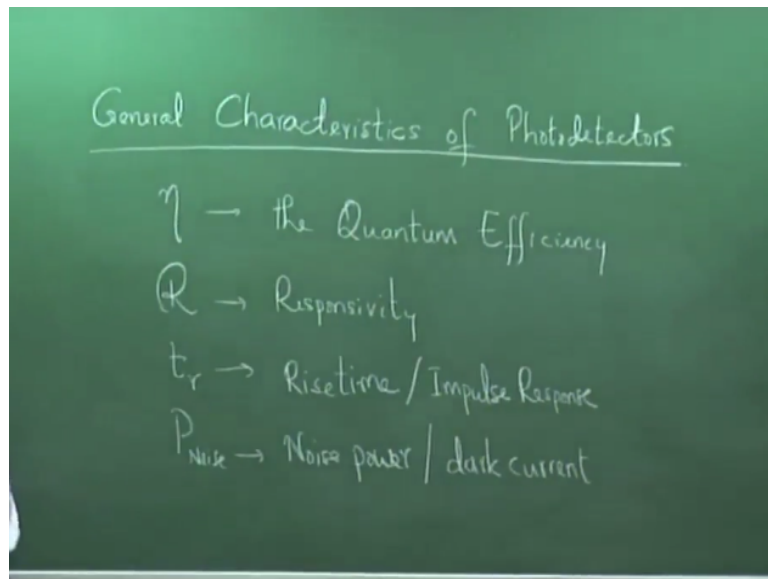 General Characteristics of Photodetectors
η → the Quantum Efficiency
R → Responsivity
tr → Risetime / Impulse Response
PNoise → Noise power / dark current